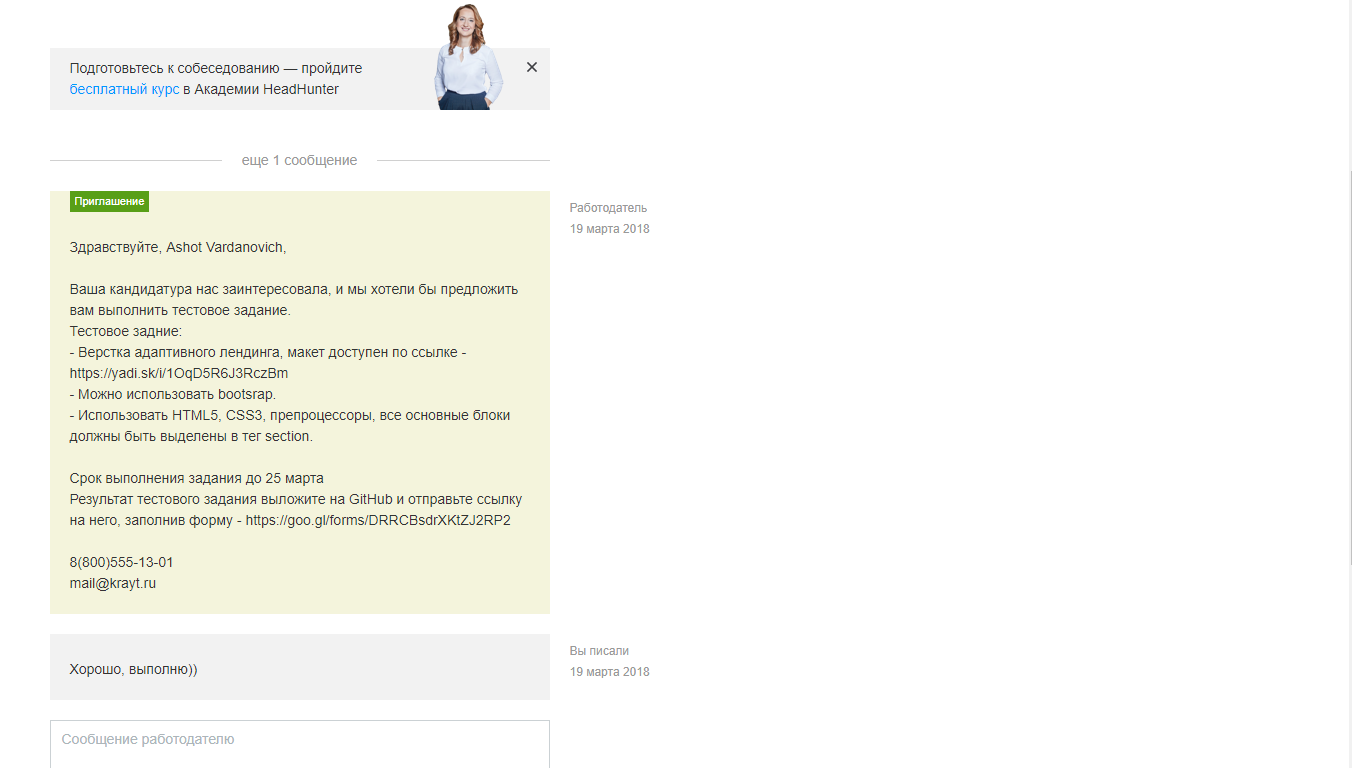 Подготовьтесь к собеседованию — пройдите
бесплатный курс в Академии HeadHunter
еще 1 сообщение
Приглашение
Работодатель
19 марта 2018
Здравствуйте, Ashot Vardanovich,
Ваша кандидатура нас заинтересовала, и мы хотели бы предложить
вам выполнить тестовое задание.
Тестовое задние:
- Верстка адаптивного лендинга, макет доступен по ссылке -
https://yadi.sk/i/1OqD5R6J3RczBm
- Можно использовать bootsrap.
- Использовать HTML5, CSS3, препроцессоры, все основные блоки
должны быть выделены в тег section.
Срок выполнения задания до 25 марта
Результат тестового задания выложите на GitHub и отправьте ссылку
на него, заполнив форму - https://goo.gl/forms/DRRCBsdrXKtZJ2RP2
8(800)555-13-01
mail@krayt.ru
Вы писали
19 марта 2018
Хорошо, выполню))
Сообщение работодателю